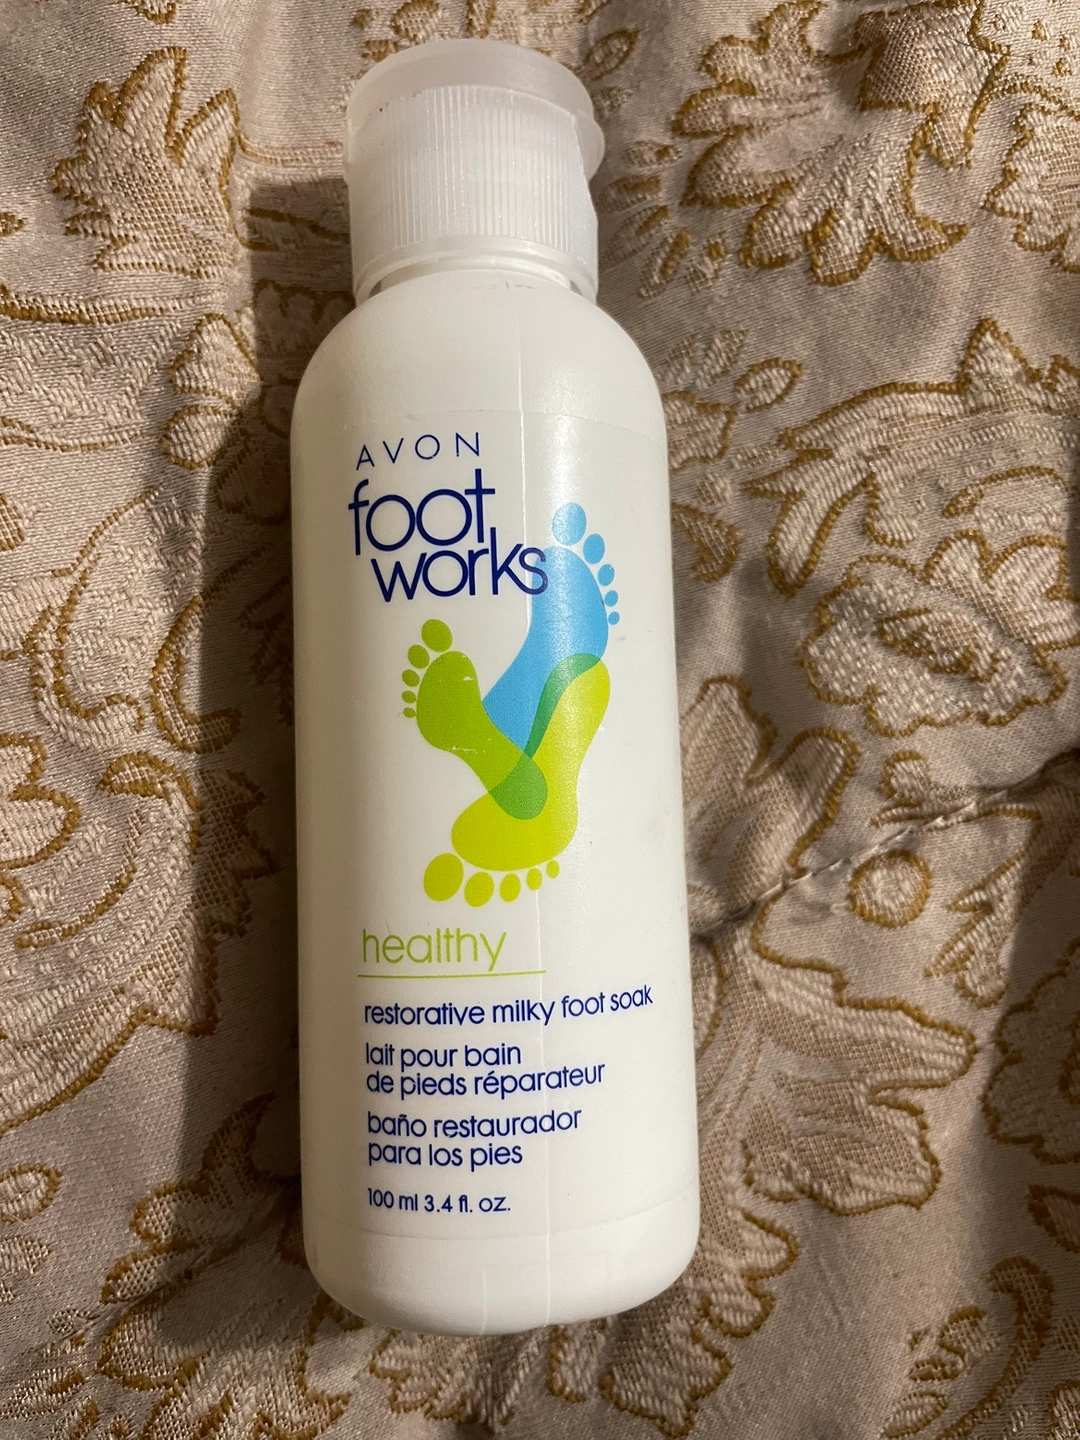 AVON
foot
works
healthy
restorative milky foot soak
lait pour bain
de pieds réparateur
baño restaurador
para los pies
100 ml 3.4 fl. oz.